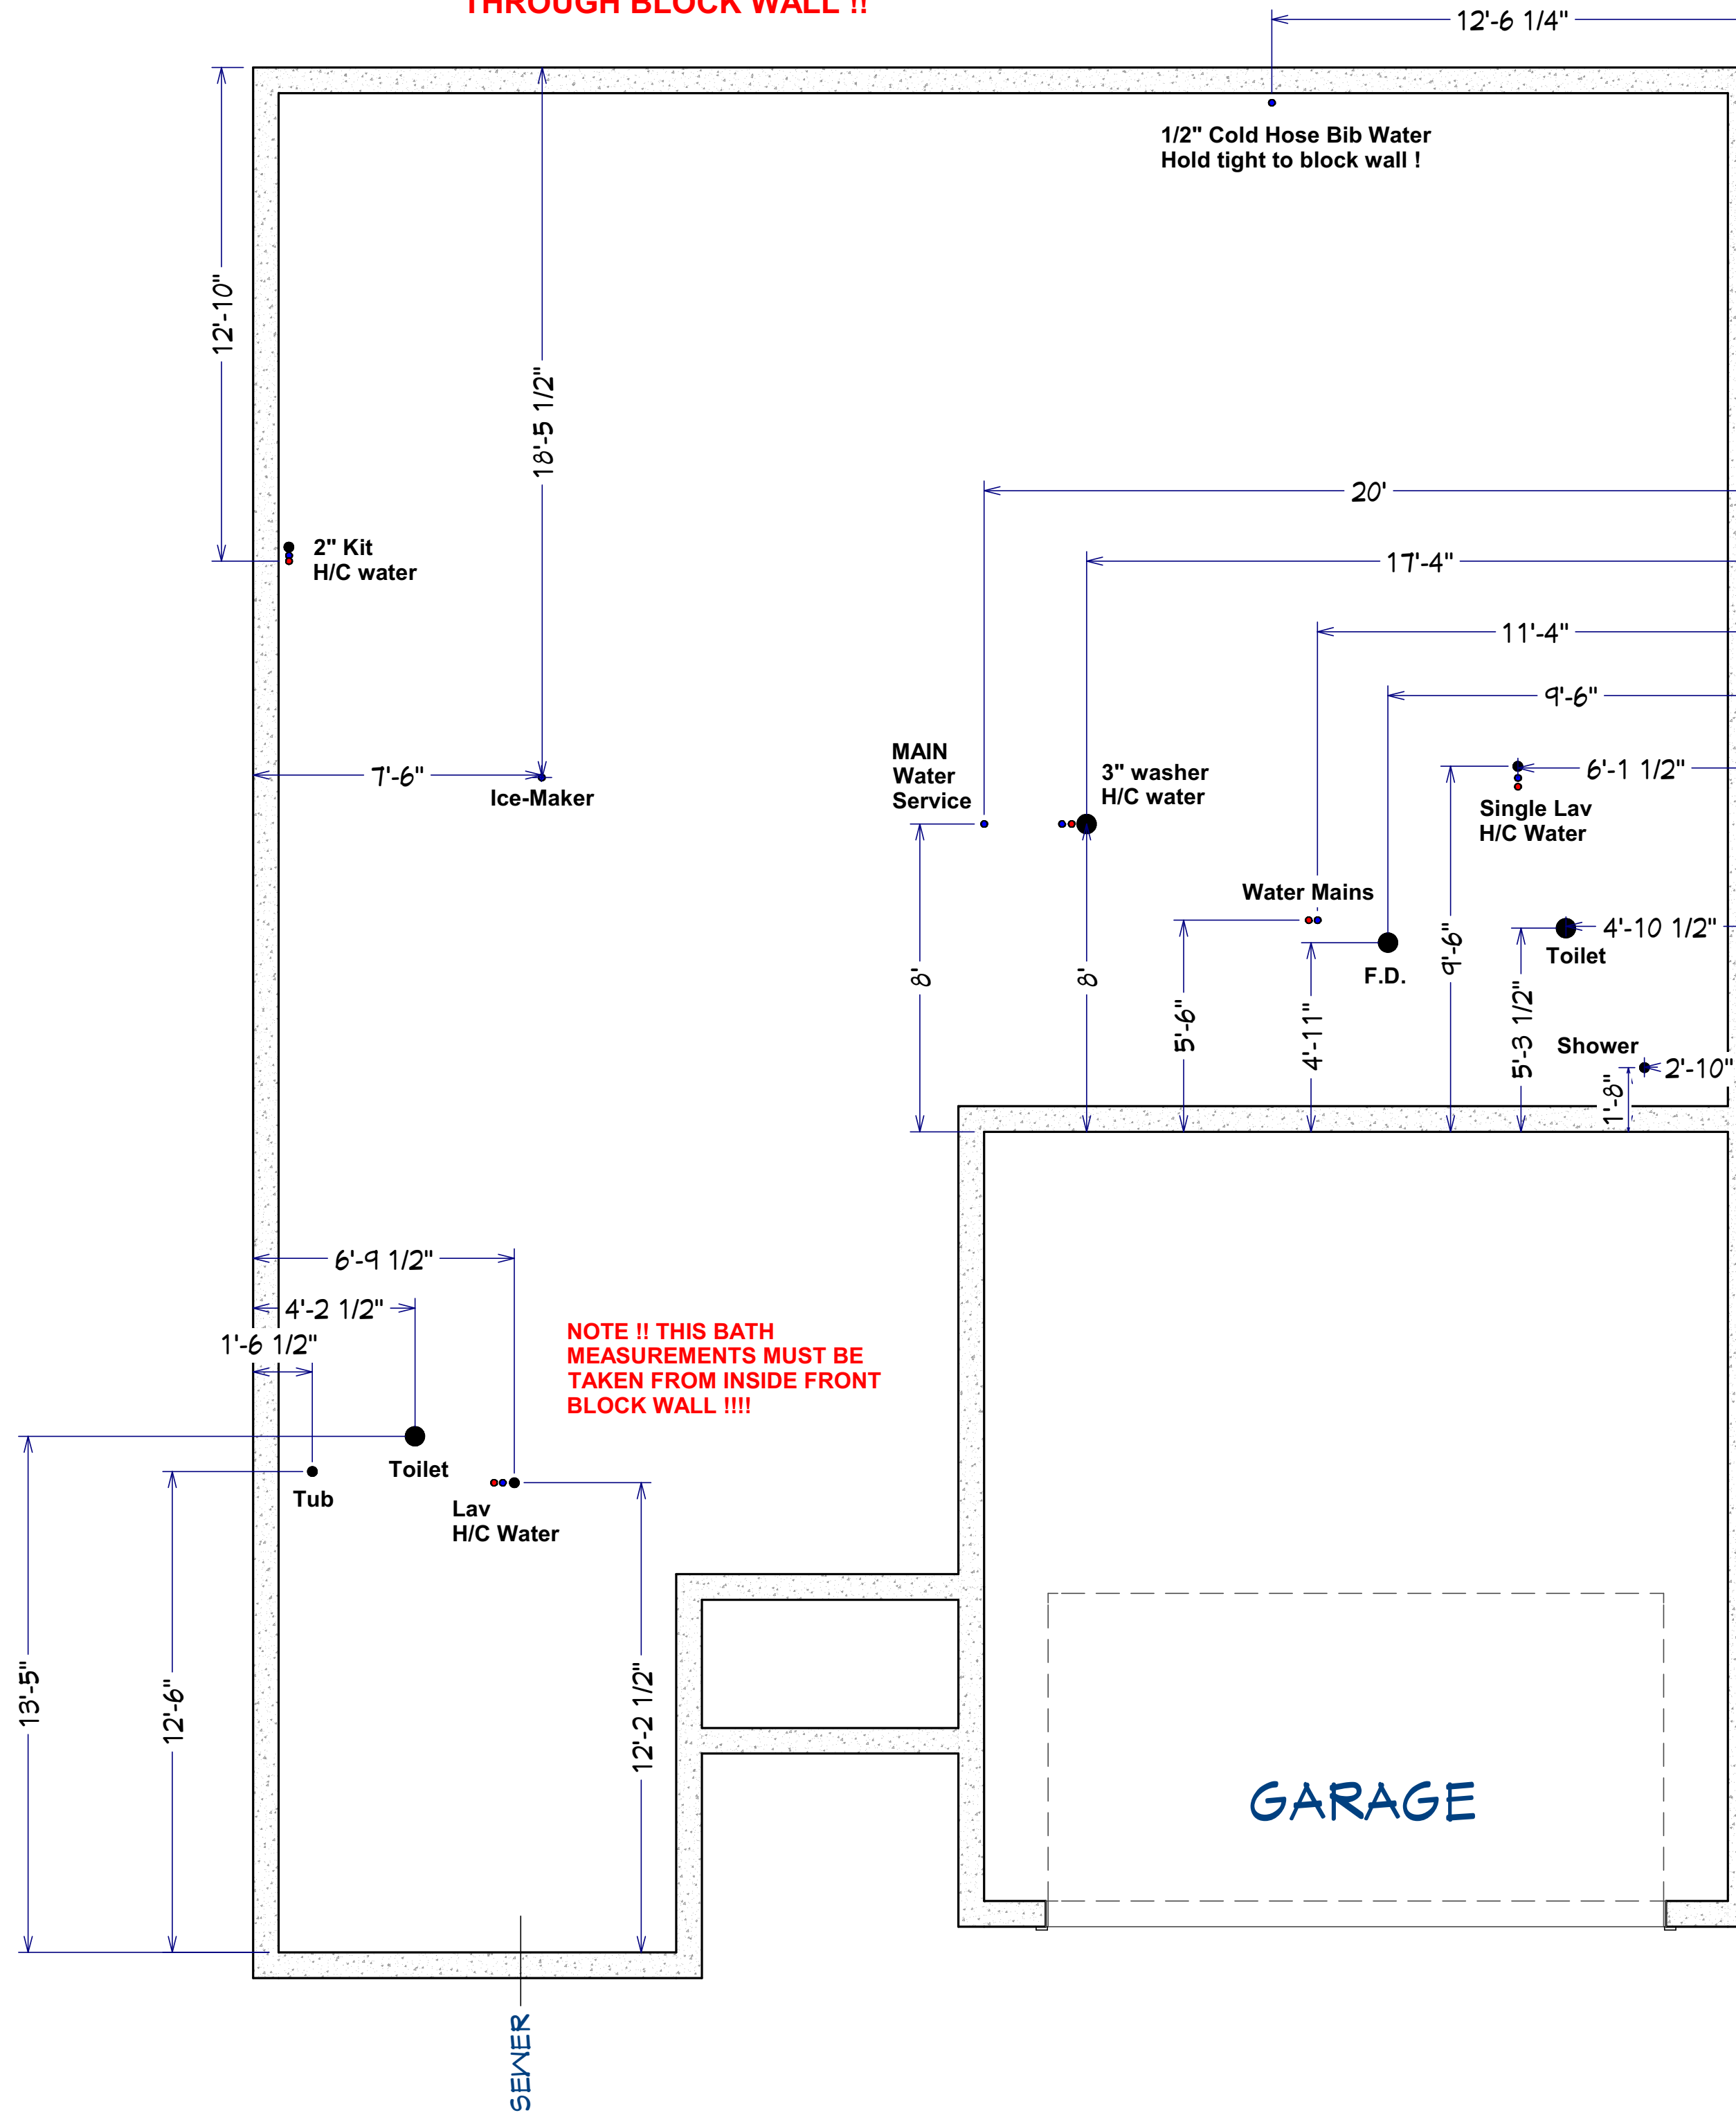 THROUGH BLOCK WALL !!
12'-6 1/4"
1/2" Cold Hose Bib Water
Hold tight to block wall !
12'-10"
18'-5 1/2"
20'
2" Kit
H/C water
17'-4"
11'-4"
9'-6"
MAIN
Water
Service
3" washer
H/C water
7'-6"
Ice-Maker
6'-1 1/2"
Single Lav
H/C Water
Water Mains
4'-10 1/2"
Toilet
F.D.
8'
8'
5'-6"
4'-11"
9'-6"
5'-3 1/2"
Shower
2'-10"
1'-8"
6'-9 1/2"
4'-2 1/2"
1'-6 1/2"
NOTE !! THIS BATH
MEASUREMENTS MUST BE
TAKEN FROM INSIDE FRONT
BLOCK WALL !!!!
Toilet
Tub
Lav
H/C Water
13'-5"
12'-6"
12'-2 1/2"
GARAGE
SEWER